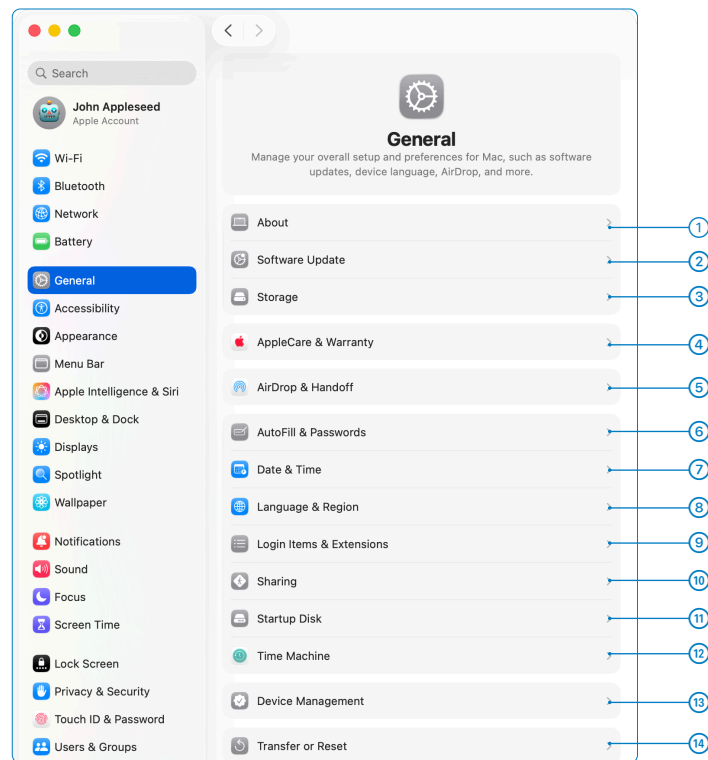 Search
John Appleseed
Apple Account
Wi-Fi
Bluetooth
Network
Battery
General
Accessibility
Appearance
Menu Bar
Apple Intelligence & Siri
Desktop & Dock
Displays
Spotlight
Wallpaper
Notifications
Sound
Focus
Screen Time
Lock Screen
Privacy & Security
Touch ID & Password
Users & Groups
General
Manage your overall setup and preferences for Mac, such as software
updates, device language, AirDrop, and more.
About 1
Software Update 2
Storage 3
AppleCare & Warranty 4
AirDrop & Handoff 5
AutoFill & Passwords 6
Date & Time 7
Language & Region 8
Login Items & Extensions 9
Sharing 10
Startup Disk 11
Time Machine 12
Device Management 13
Transfer or Reset 14